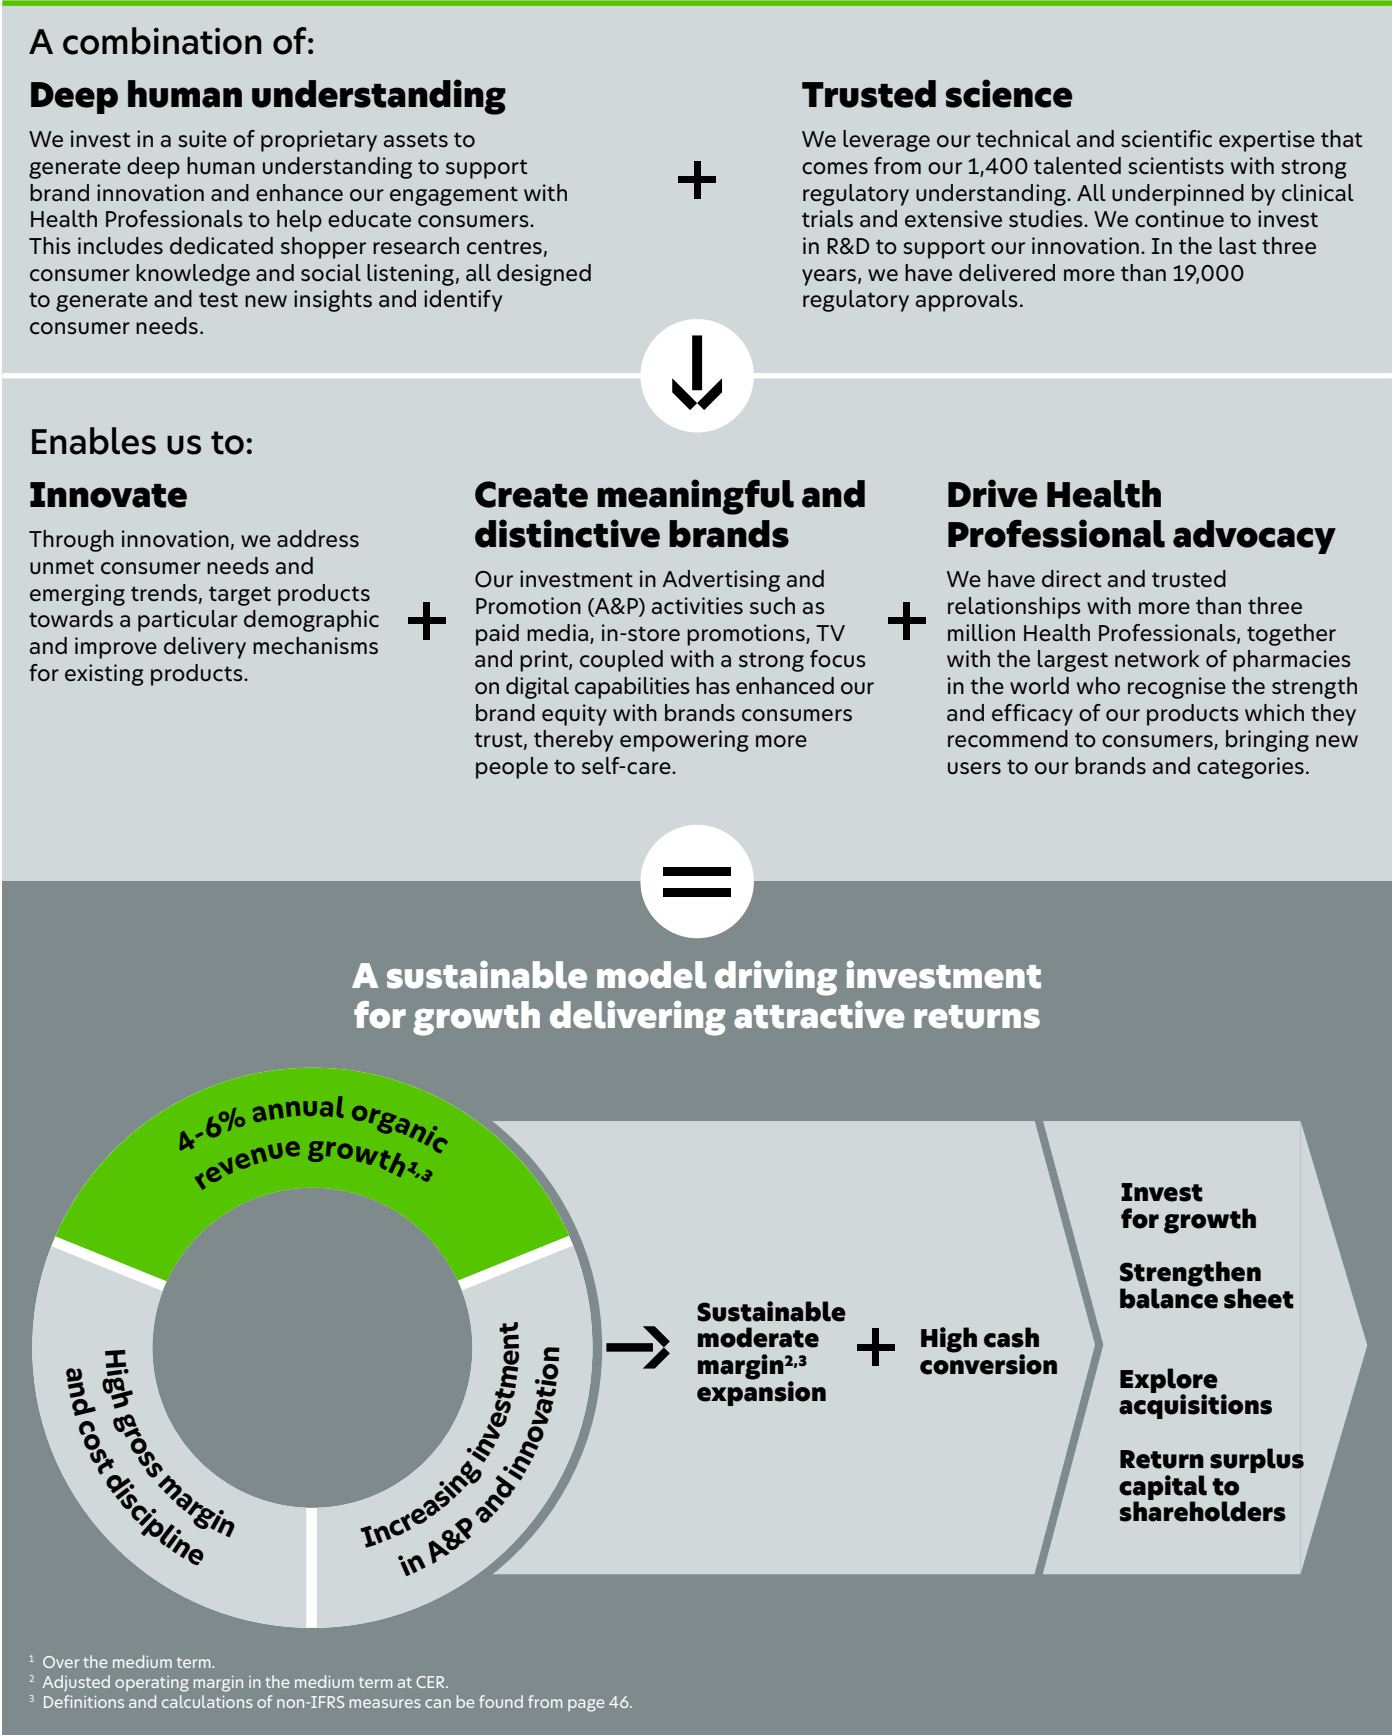 A combination of:
Deep human understanding
We invest in a suite of proprietary assets to
generate deep human understanding to support
brand innovation and enhance our engagement with
Health Professionals to help educate consumers.
This includes dedicated shopper research centres,
consumer knowledge and social listening, all designed
to generate and test new insights and identify
consumer needs.
+
Trusted science
We leverage our technical and scientific expertise that
comes from our 1,400 talented scientists with strong
regulatory understanding. All underpinned by clinical
trials and extensive studies. We continue to invest
in R&D to support our innovation. In the last three
years, we have delivered more than 19,000
regulatory approvals.
Enables us to:
Innovate
Through innovation, we address
unmet consumer needs and
emerging trends, target products
towards a particular demographic
and improve delivery mechanisms
for existing products.
+
Create meaningful and
distinctive brands
Our investment in Advertising and
Promotion (A&P) activities such as
paid media, in-store promotions, TV
and print, coupled with a strong focus
on digital capabilities has enhanced our
brand equity with brands consumers
trust, thereby empowering more
people to self-care.
+
Drive Health
Professional advocacy
We have direct and trusted
relationships with more than three
million Health Professionals, together
with the largest network of pharmacies
in the world who recognise the strength
and efficacy of our products which they
recommend to consumers, bringing new
users to our brands and categories.
=
A sustainable model driving investment
for growth delivering attractive returns
4-6% annual organic
revenue growth¹,³
High gross margin
and cost discipline
Increasing investment
in A&P and innovation
Sustainable
moderate
margin²,³
expansion
+
High cash
conversion
Invest
for growth
Strengthen
balance sheet
Explore
acquisitions
Return surplus
capital to
shareholders
¹ Over the medium term.
² Adjusted operating margin in the medium term at CER.
³ Definitions and calculations of non-IFRS measures can be found from page 46.